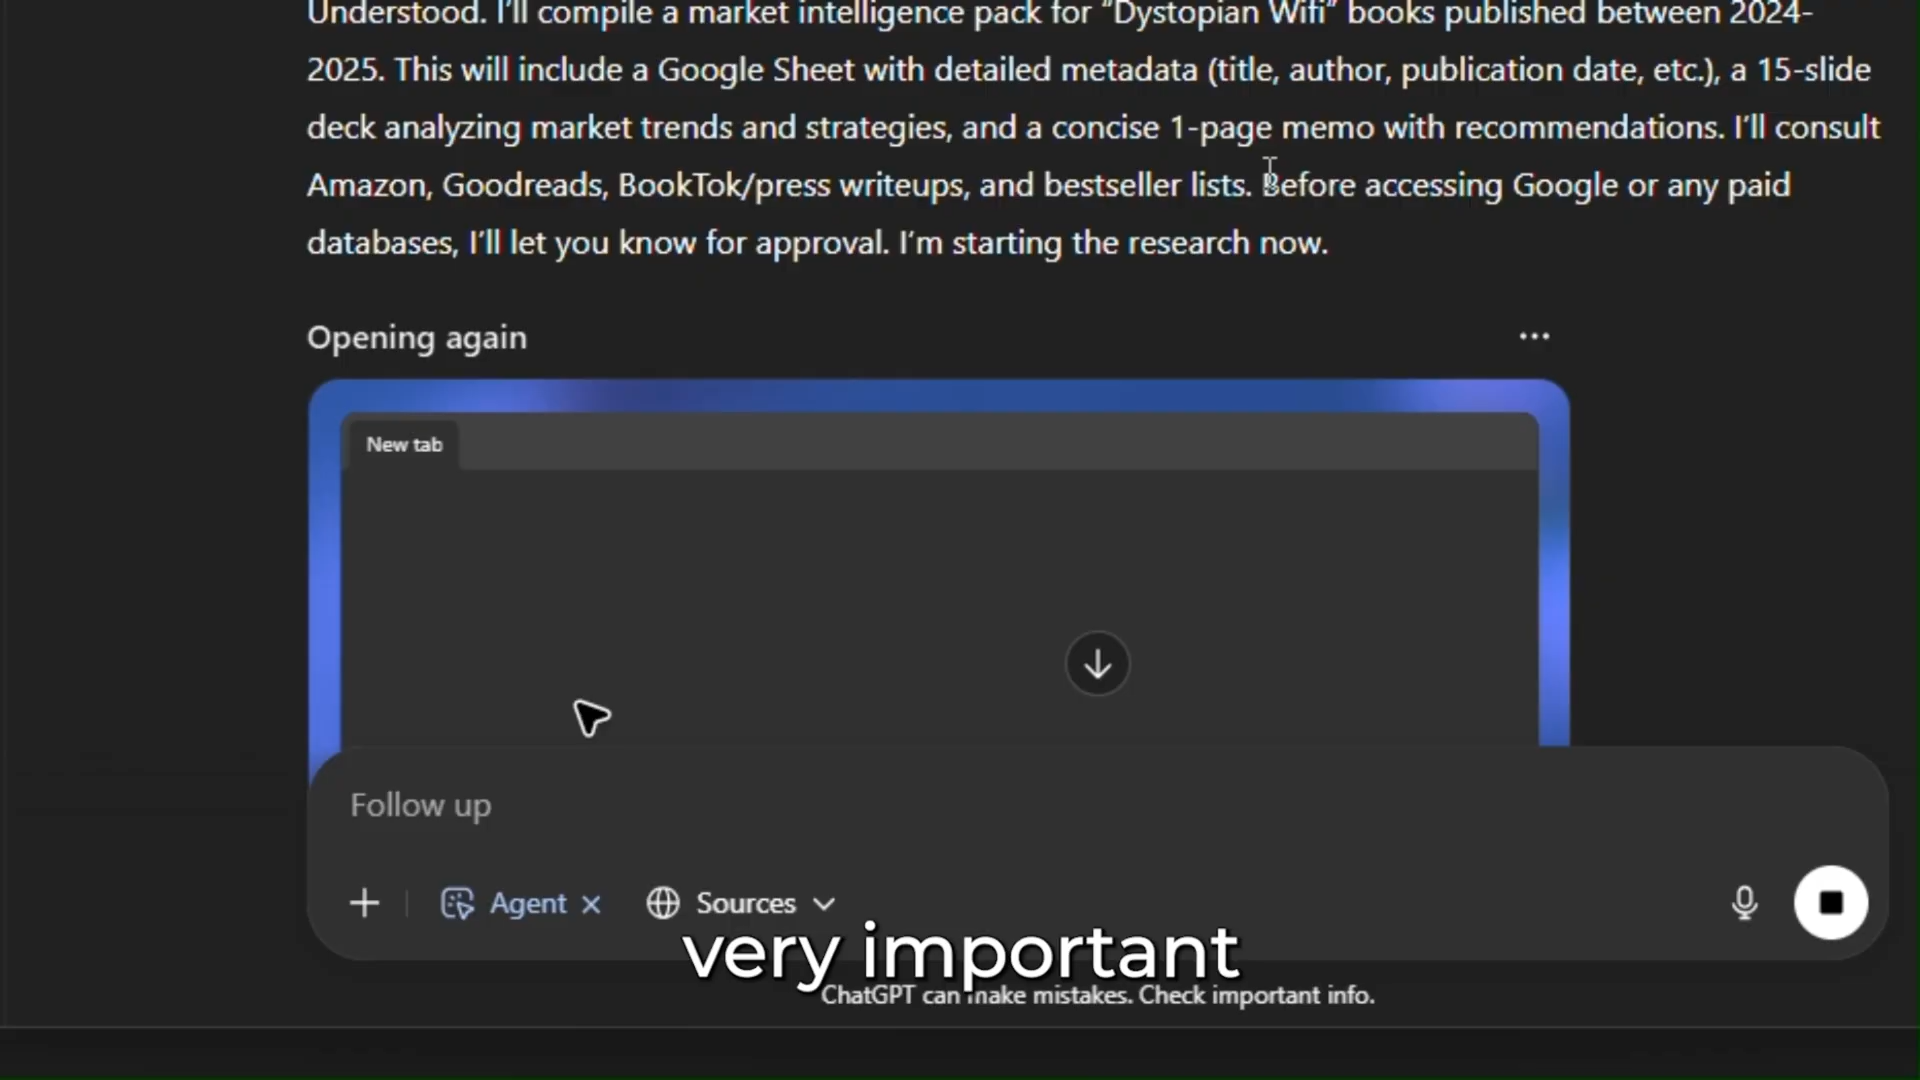 Understood. I'll compile a market intelligence pack for "Dystopian Wifi" books published between 2024-
2025. This will include a Google Sheet with detailed metadata (title, author, publication date, etc.), a 15-slide
deck analyzing market trends and strategies, and a concise 1-page memo with recommendations. I'll consult
Amazon, Goodreads, BookTok/press writeups, and bestseller lists. Before accessing Google or any paid
databases, I'll let you know for approval. I'm starting the research now.
Opening again
New tab
Follow up
Agent
Sources
very important
ChatGPT can make mistakes. Check important info.